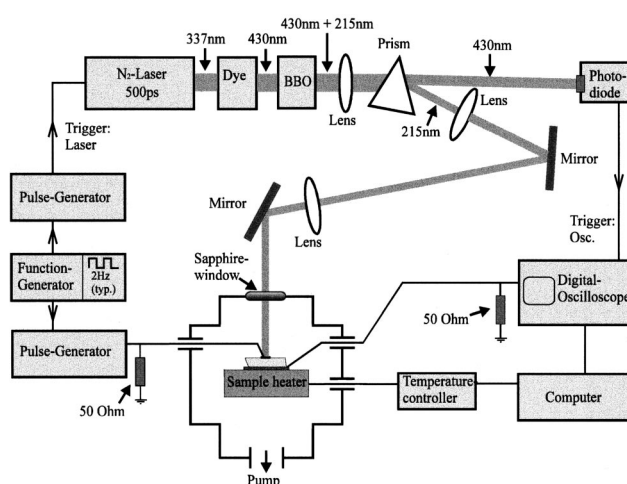 430nm + 215nm
337nm
430nm
Prism
430nm
N₂-Laser
500ps
Dye
BBO
Photo-
diode
Lens
Lens
215nm
Trigger:
Laser
Mirror
Pulse-Generator
Mirror
Lens
Trigger:
Osc.
Function-
Generator
2Hz
(typ.)
Sapphire-
window
Digital-
Oscilloscope
50 Ohm
Pulse-Generator
50 Ohm
Sample heater
Temperature
controller
Computer
Pump